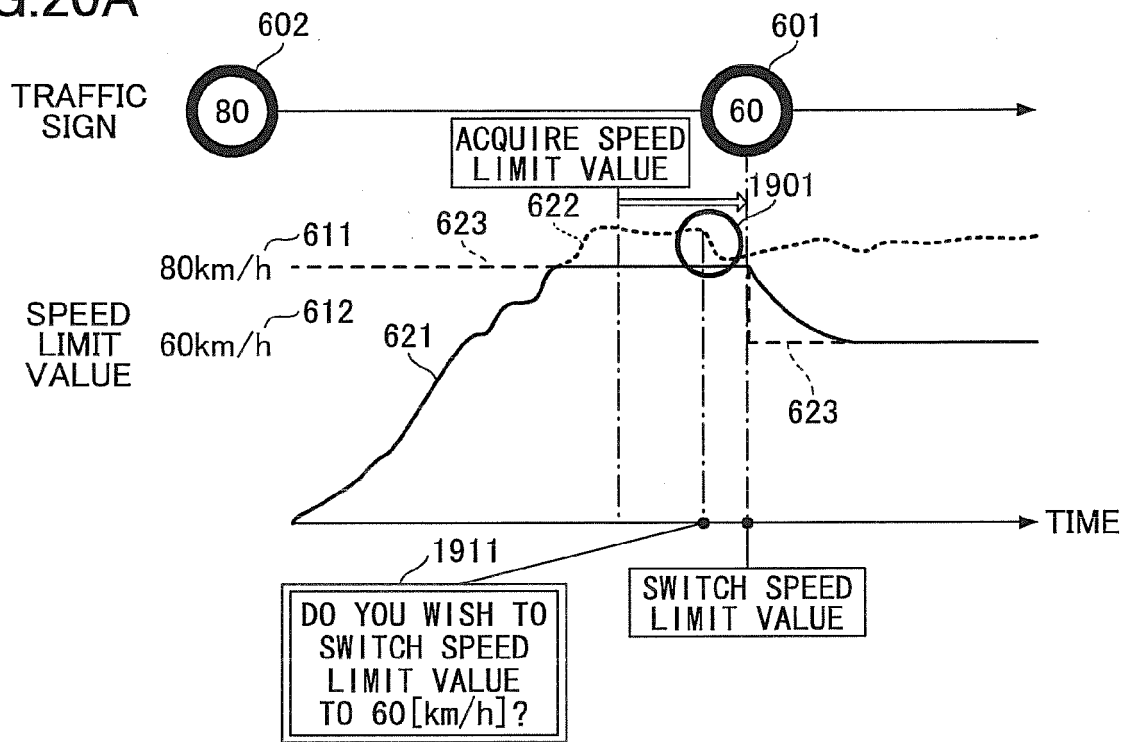 G.20A
602
601
TRAFFIC
SIGN
80
60
ACQUIRE SPEED
LIMIT VALUE
1901
622
623
611
80km/h
SPEED
LIMIT
VALUE
612
60km/h
621
623
TIME
1911
DO YOU WISH TO
SWITCH SPEED
LIMIT VALUE
TO 60[km/h]?
SWITCH SPEED
LIMIT VALUE